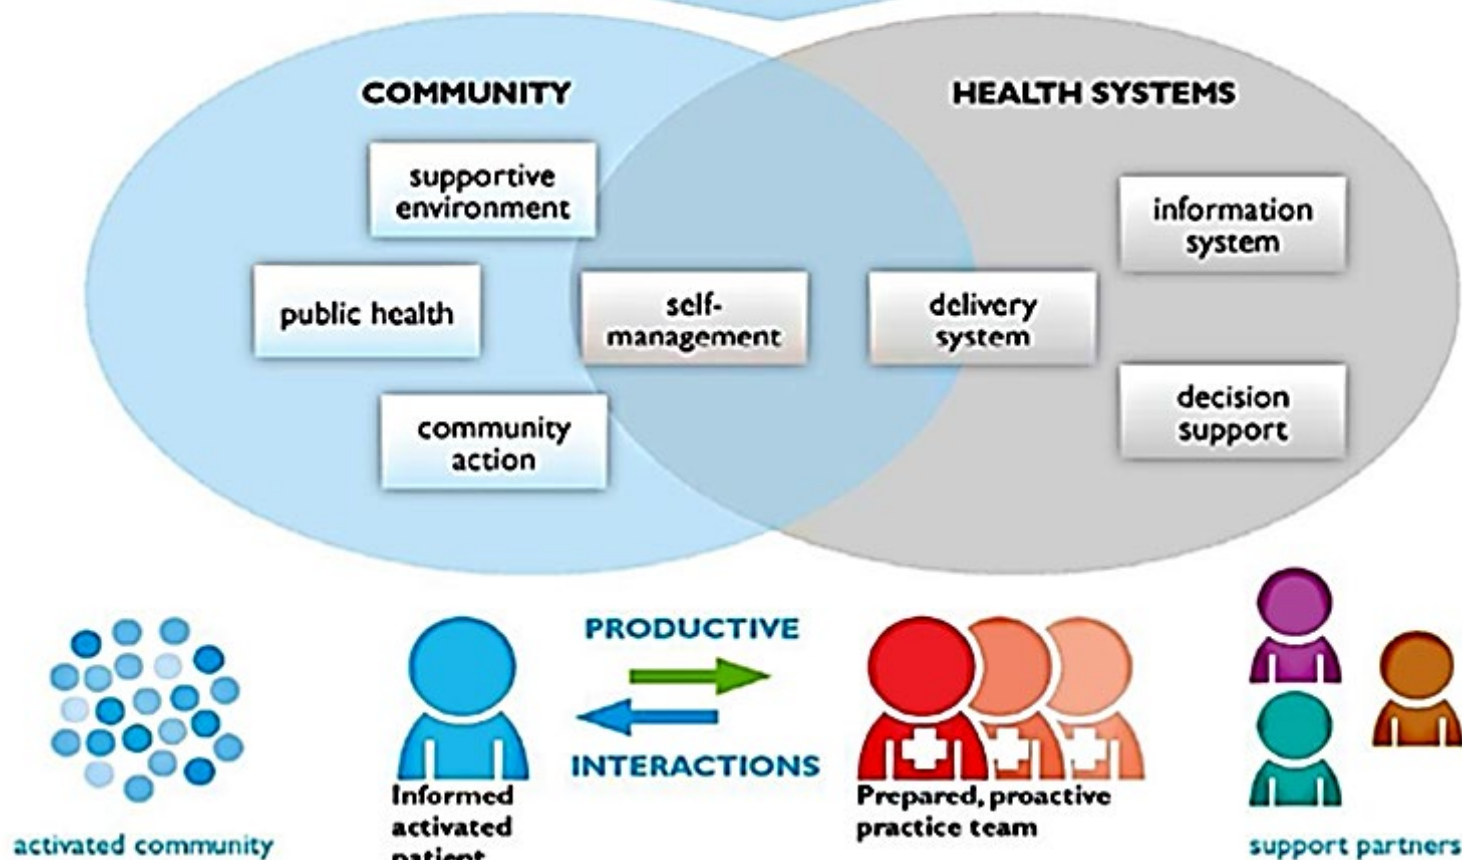 COMMUNITY
HEALTH SYSTEMS
supportive
environment
information
system
public health
self-
management
delivery
system
decision
support
community
action
PRODUCTIVE
INTERACTIONS
activated community
Informed
activated
patient
Prepared, proactive
practice team
support partners